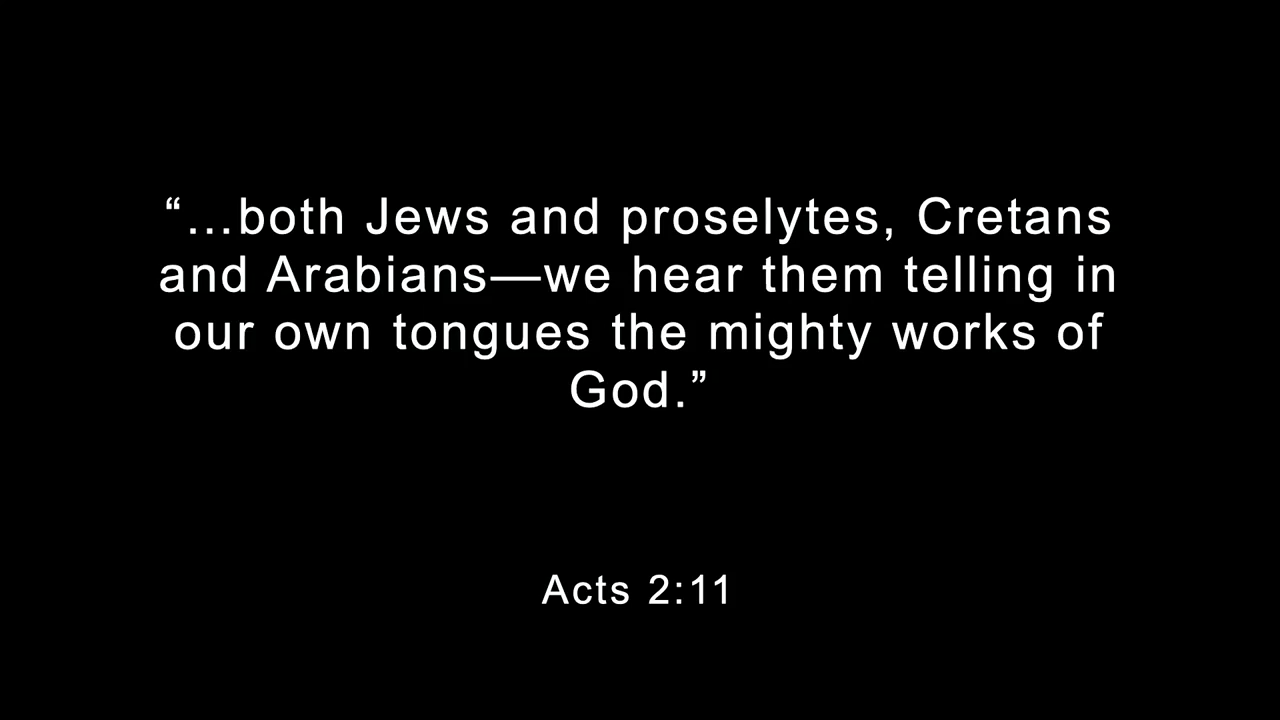 “…both Jews and proselytes, Cretans
and Arabians—we hear them telling in
our own tongues the mighty works of
God.”
Acts 2:11